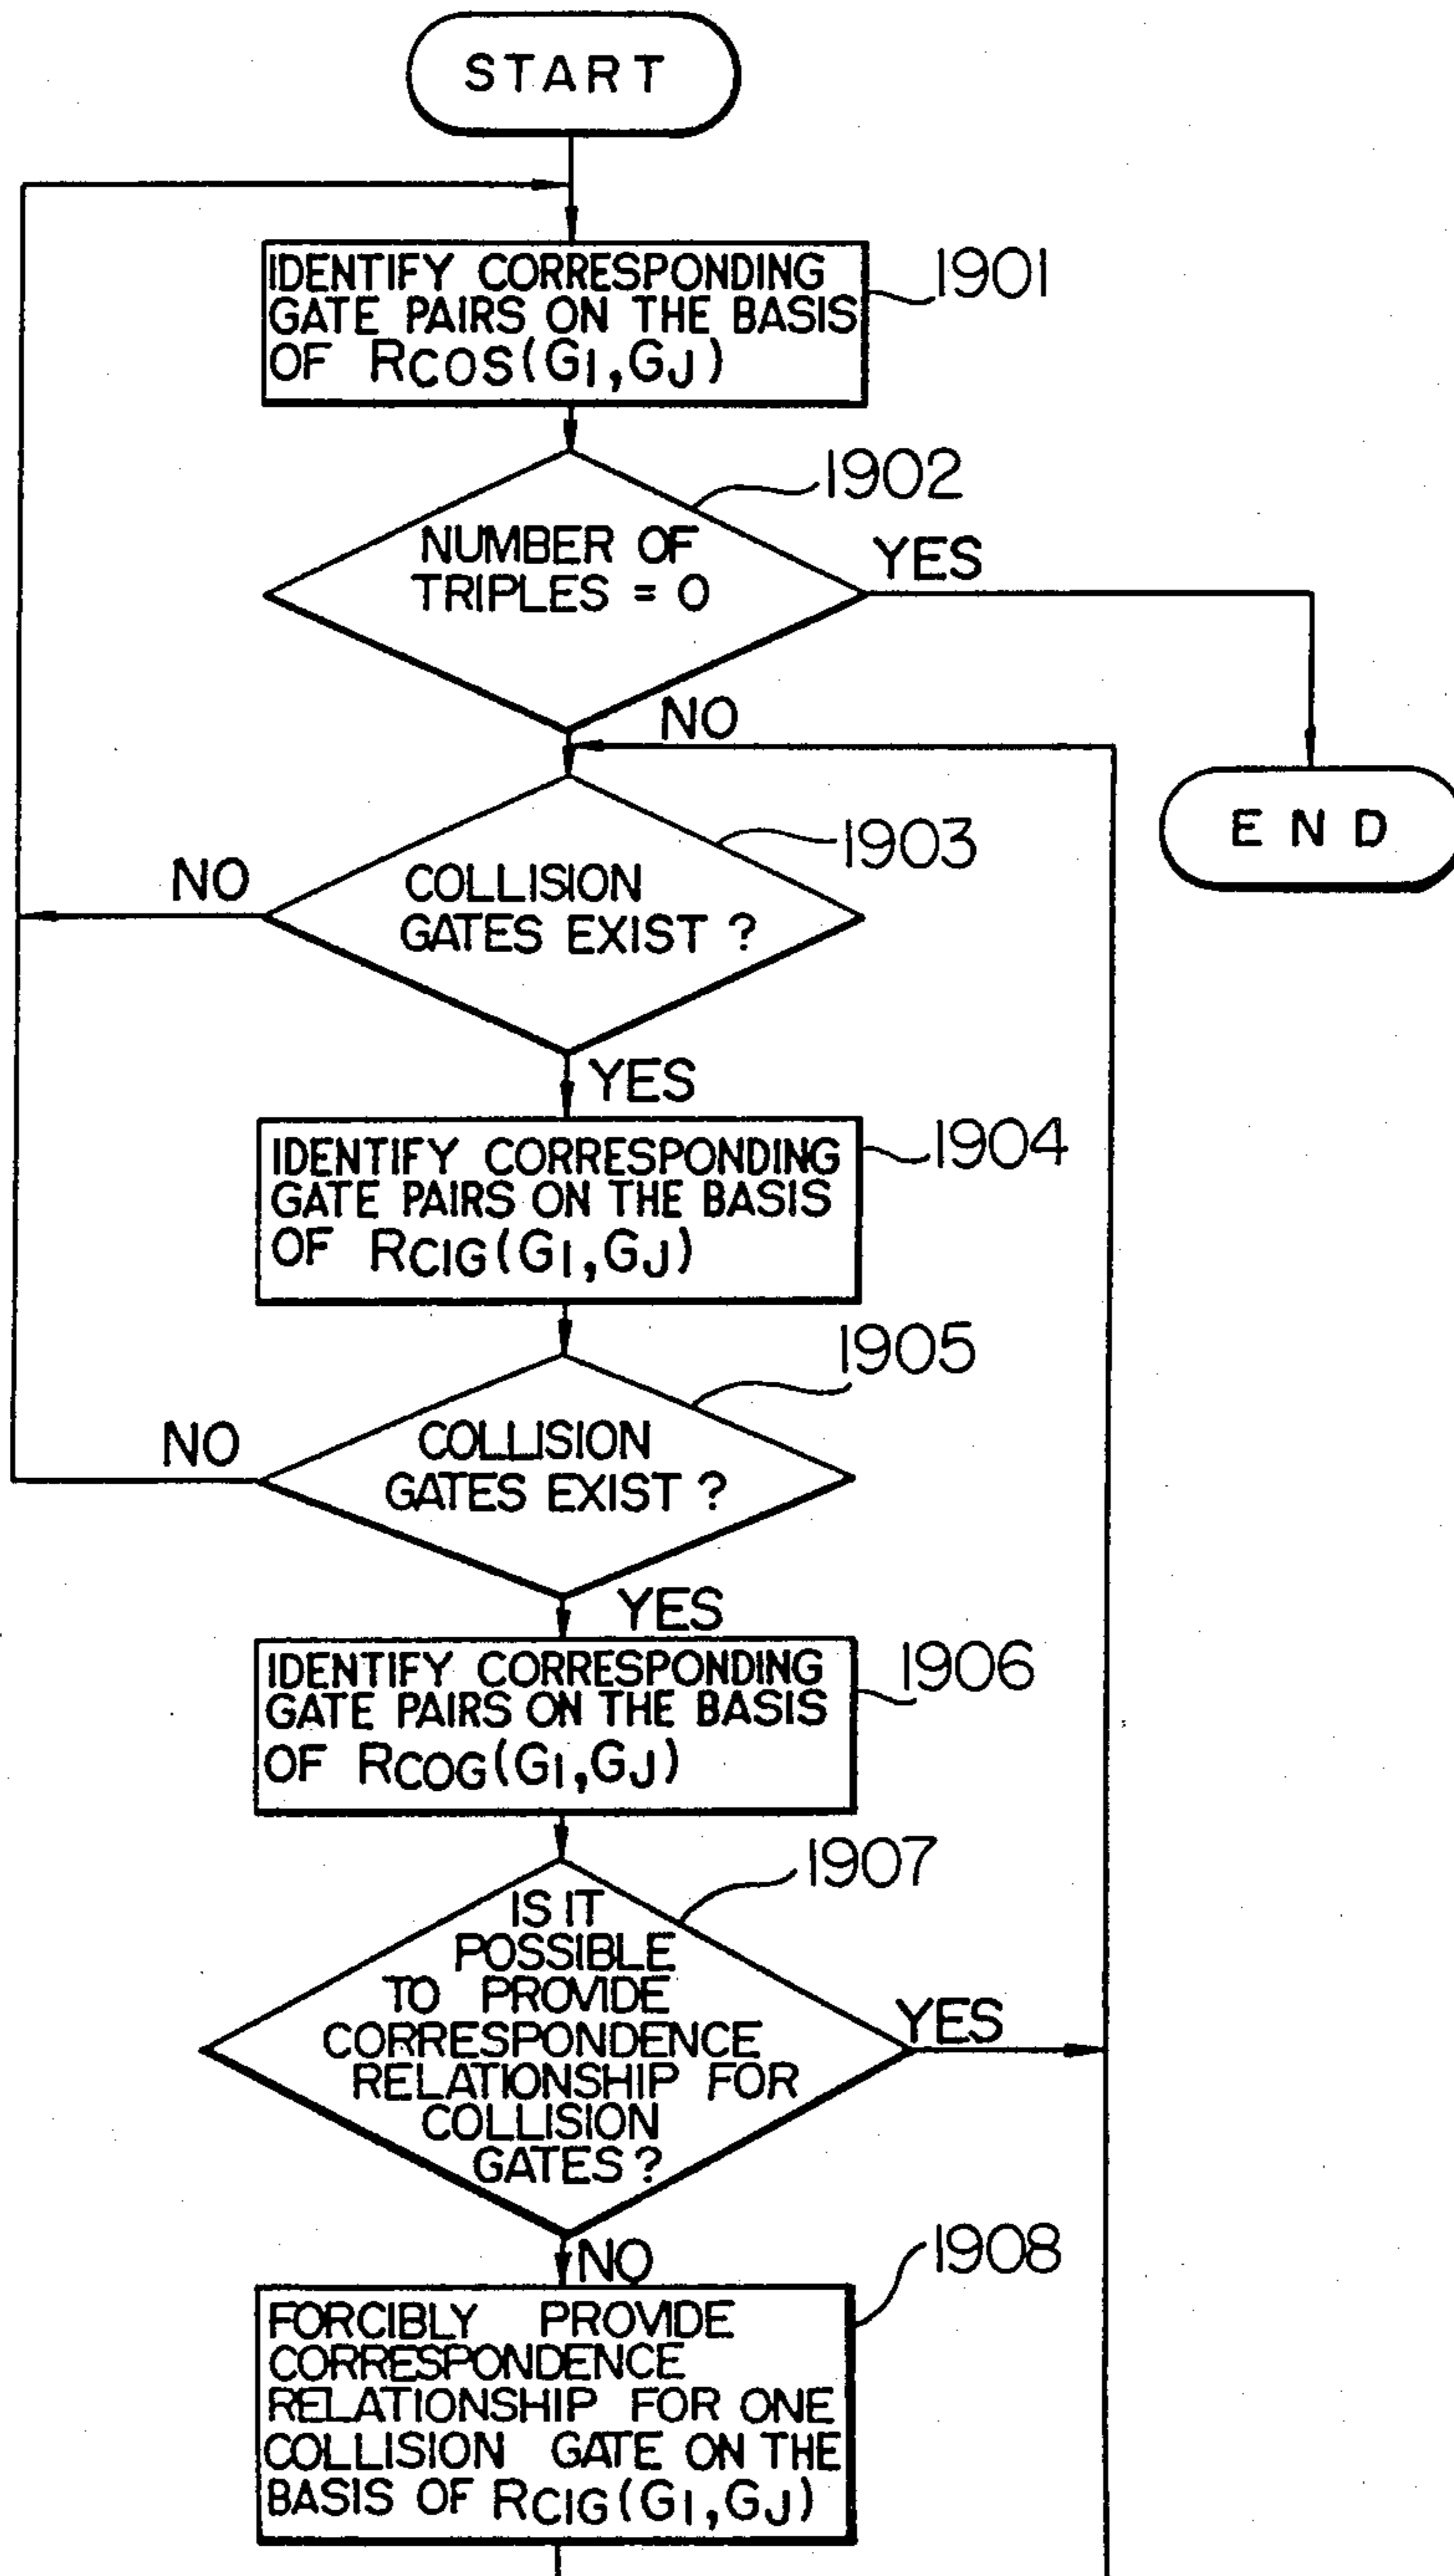 START
IDENTIFY CORRESPONDING
GATE PAIRS ON THE BASIS
OF RCOS(GI,GJ)
1901
1902
NUMBER OF
TRIPLES = 0
YES
NO
END
1903
COLLISION
GATES EXIST ?
NO
YES
IDENTIFY CORRESPONDING
GATE PAIRS ON THE BASIS
OF RCIG(GI,GJ)
1904
1905
COLLISION
GATES EXIST ?
NO
YES
IDENTIFY CORRESPONDING
GATE PAIRS ON THE BASIS
OF RCOG(GI,GJ)
1906
1907
IS IT
POSSIBLE
TO PROVIDE
CORRESPONDENCE
RELATIONSHIP FOR
COLLISION
GATES ?
YES
NO
1908
FORCIBLY PROVIDE
CORRESPONDENCE
RELATIONSHIP FOR ONE
COLLISION GATE ON THE
BASIS OF RCIG(GI,GJ)